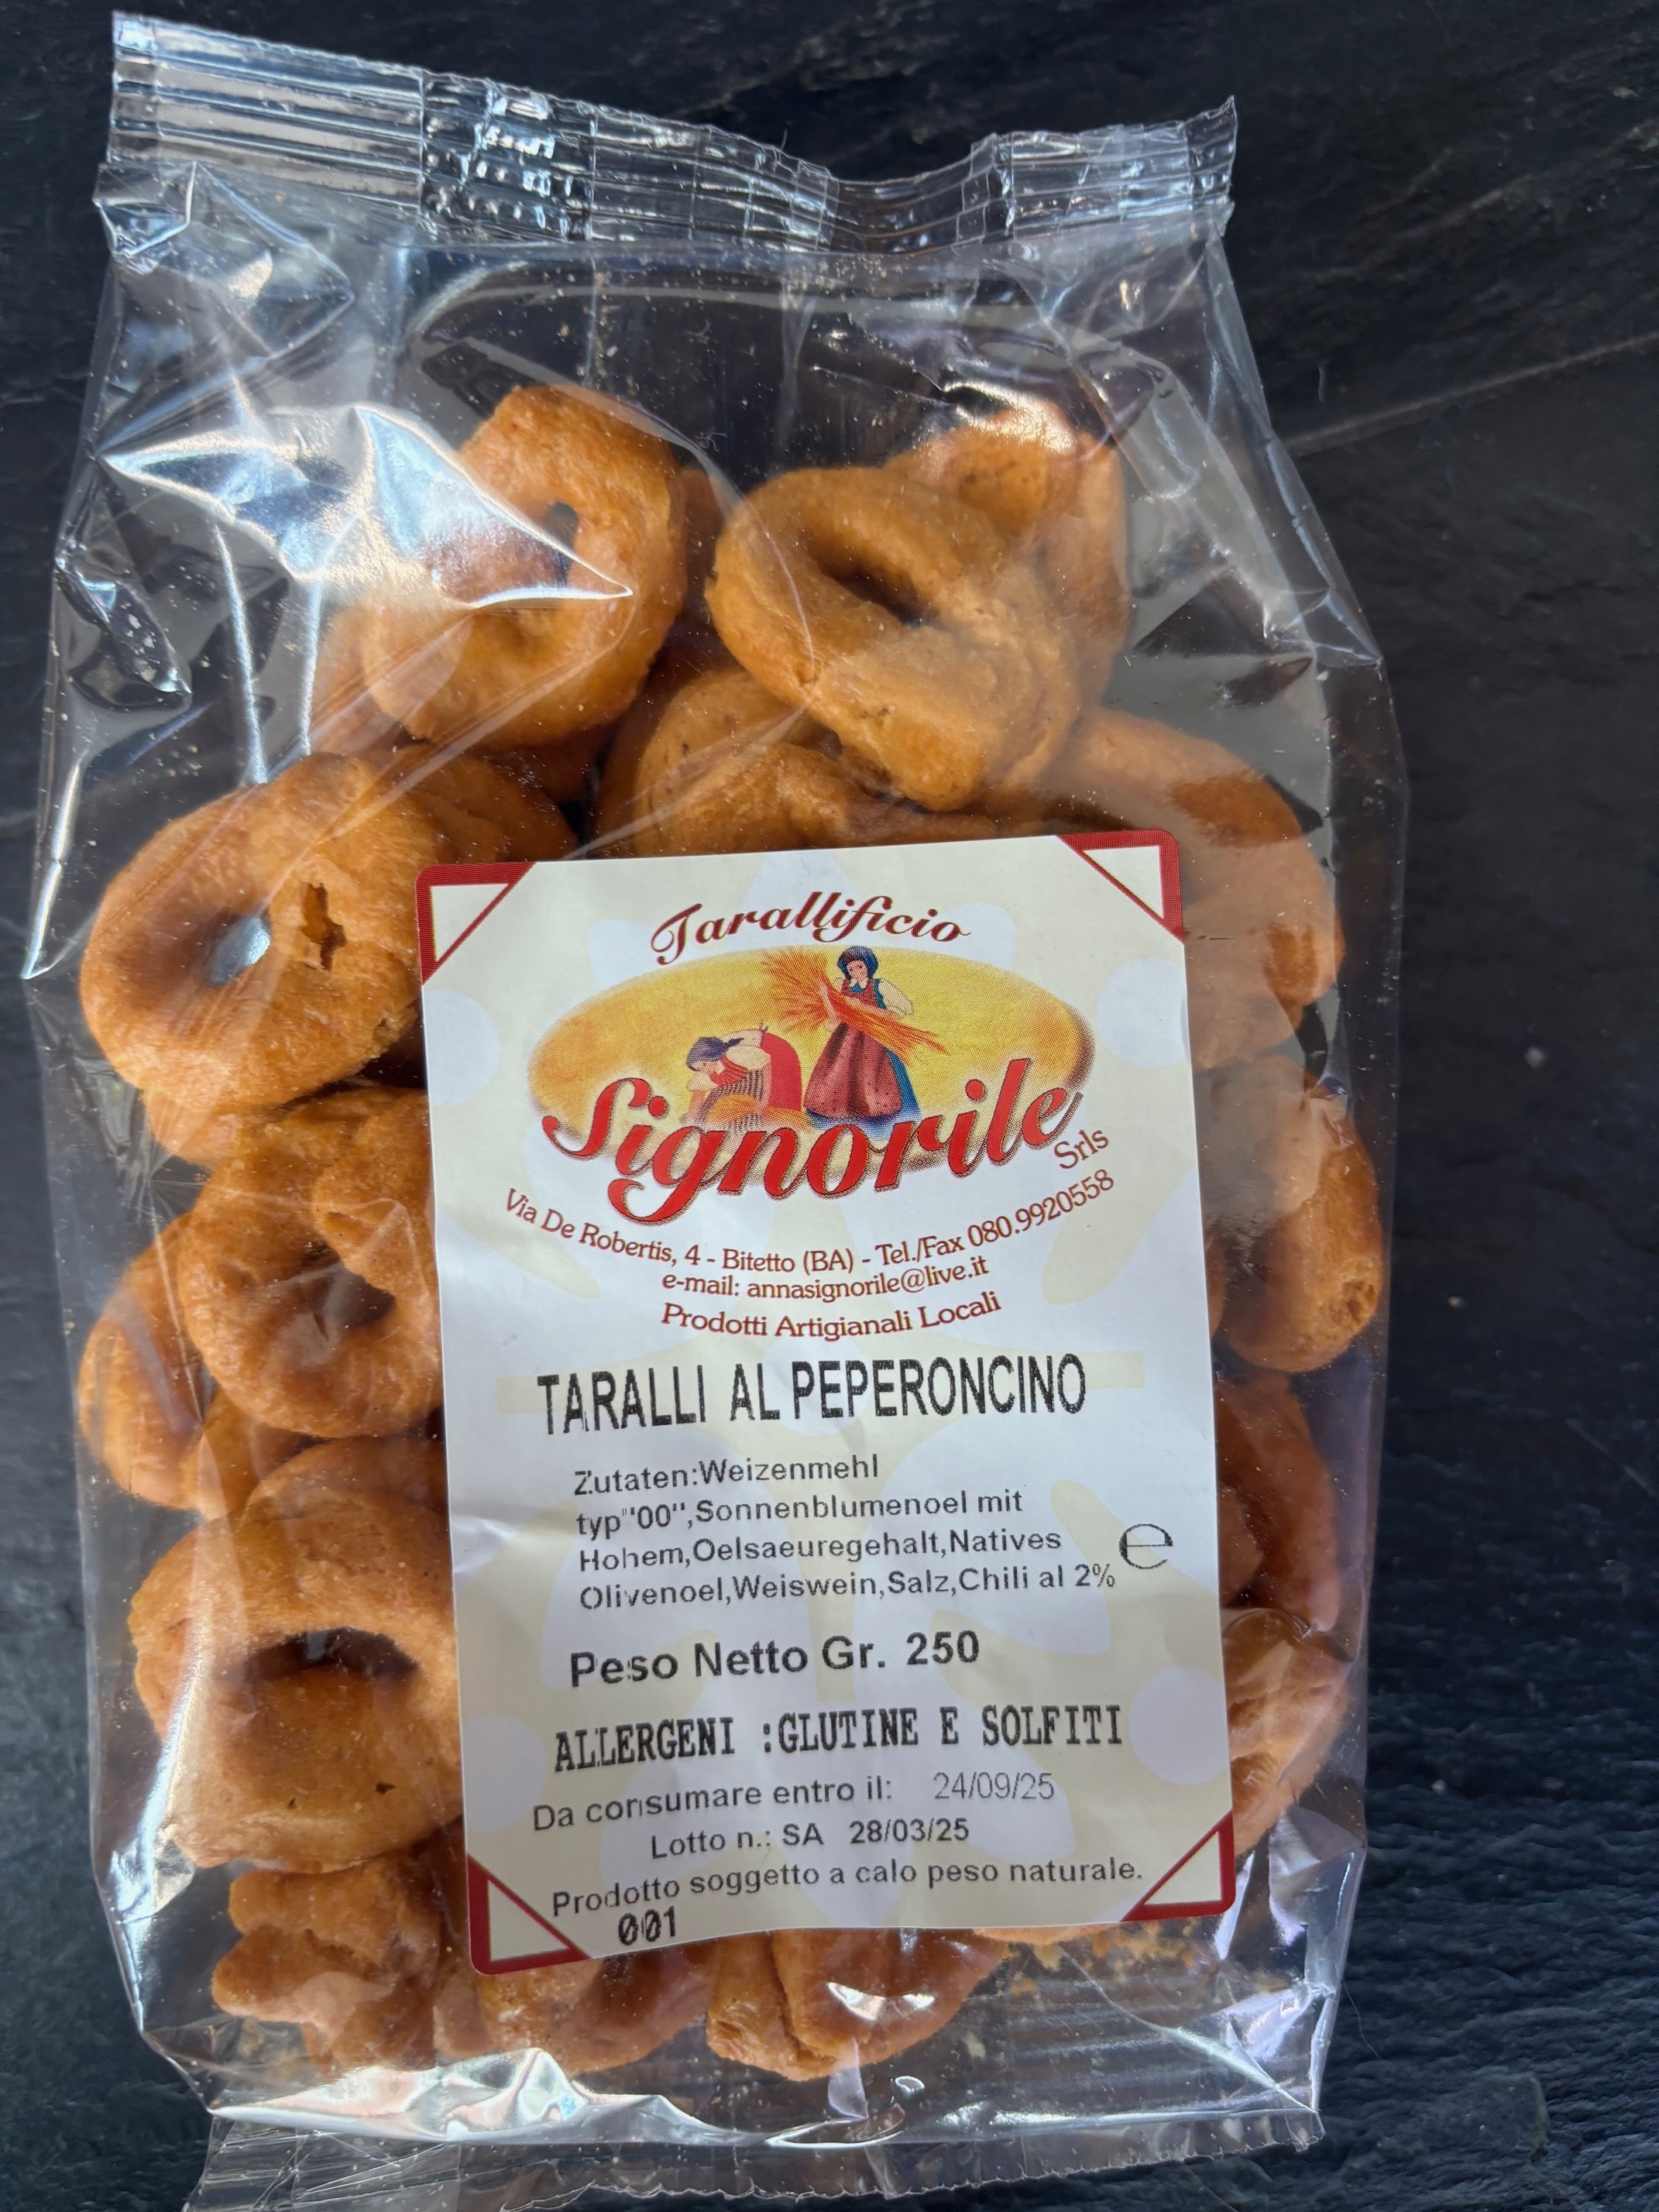 Tarallificio
Signorile
Srls
Via De Robertis, 4 - Bitetto (BA) - Tel./Fax 080.9920558
e-mail: annasignorile@live.it
Prodotti Artigianali Locali
TARALLI AL PEPERONCINO
Zutaten:Weizenmehl
typ"00",Sonnenblumenoel mit
Hohem,Oelsaeuregehalt,Natives
Olivenoel,Weiswein,Salz,Chili al 2%
℮
Peso Netto Gr. 250
ALLERGENI :GLUTINE E SOLFITI
Da consumare entro il: 24/09/25
Lotto n.: SA 28/03/25
Prodotto soggetto a calo peso naturale.
001